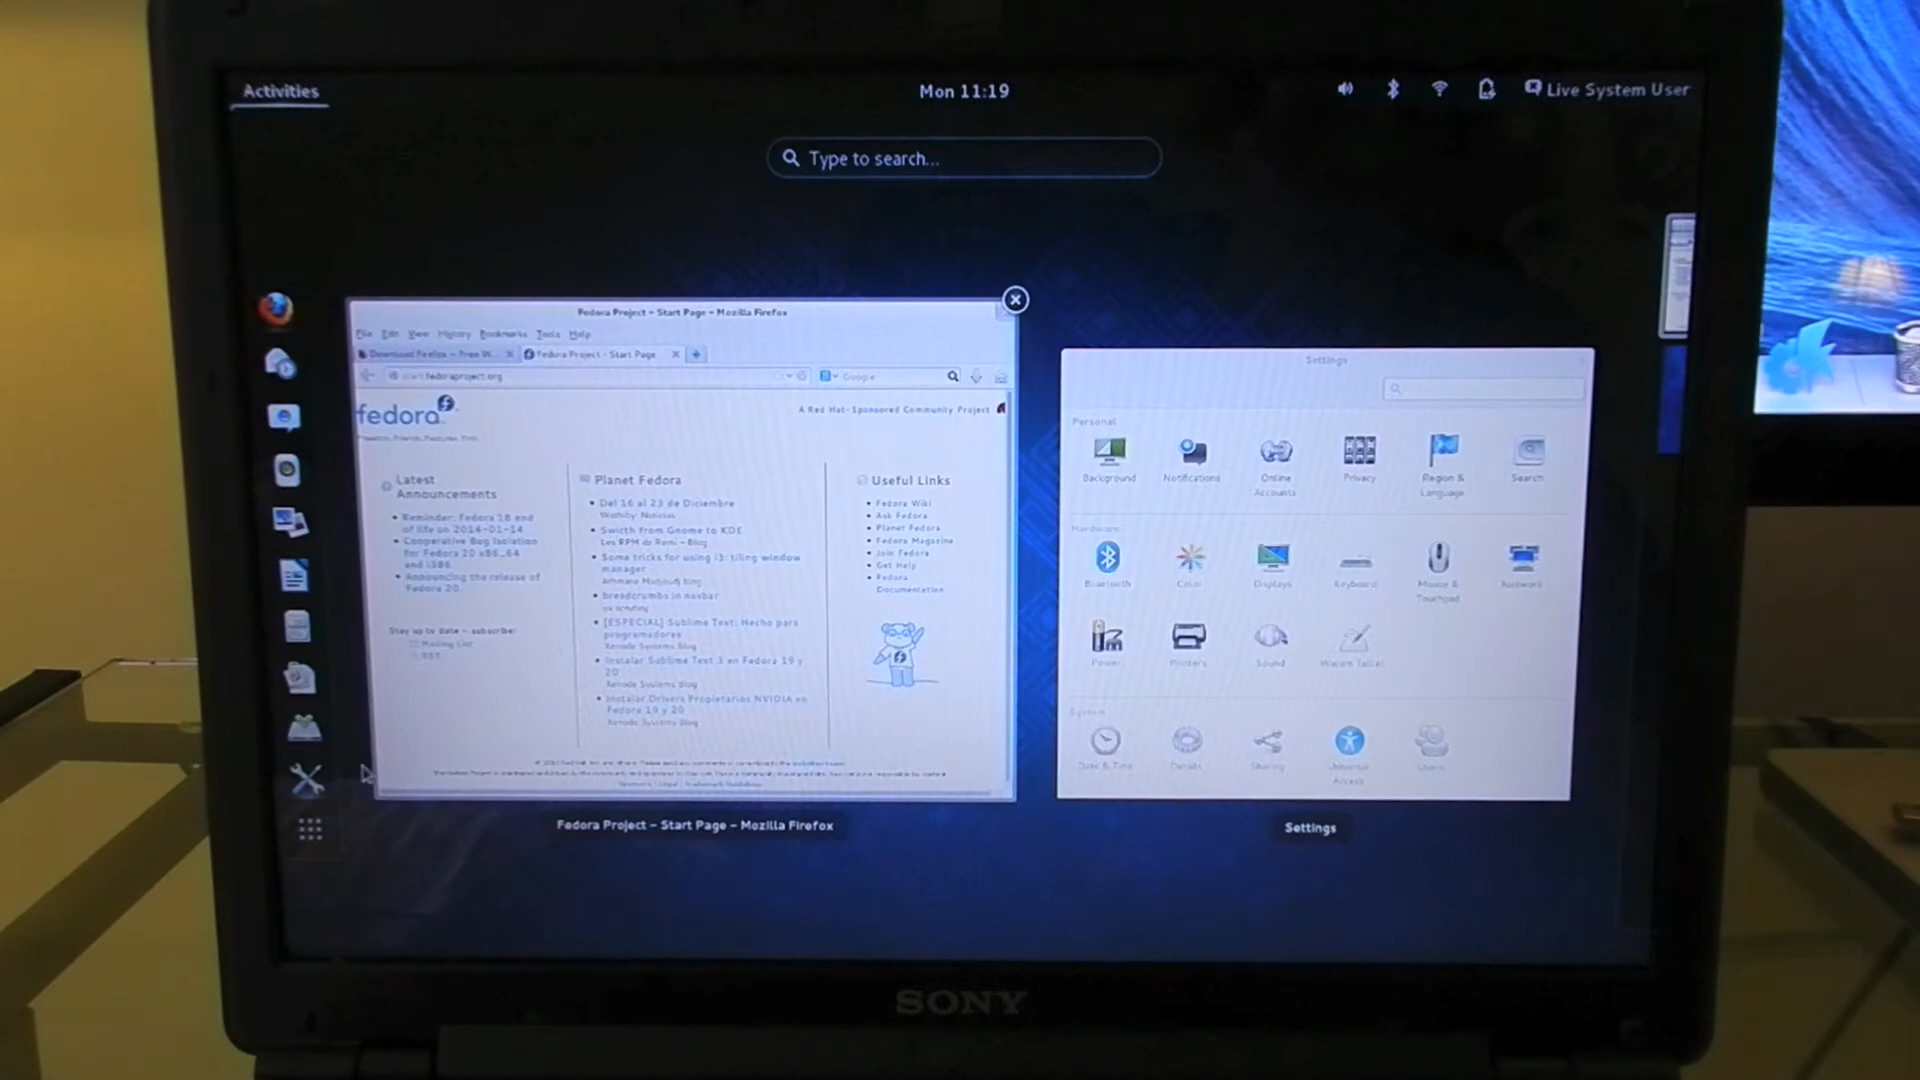 Activities
Mon 11:19
Live System User
Type to search...
Fedora Project - Start Page - Mozilla Firefox
File Edit View History Bookmarks Tools Help
Download Firefox - Free W...
Fedora Project - Start Page
start.fedoraproject.org
Google
fedora
A Red Hat-Sponsored Community Project
Freedom. Friends. Features. First.
Latest
Announcements
Reminder: Fedora 18 end
of life on 2014-01-14
Cooperative Bug Isolation
for Fedora 20 x86_64
and i386
Announcing the release of
Fedora 20.
Stay up to date - subscribe:
Mailing List
RSS
Planet Fedora
Del 16 al 23 de Diciembre
Swicth from Gnome to KDE
Les RPM de Remi - Blog
Some tricks for using i3: tiling window
manager
breadcrumbs in navbar
[ESPECIAL] Sublime Text: Hecho para
programadores
Xenode Systems Blog
Instalar Sublime Text 3 en Fedora 19 y
20
Xenode Systems Blog
Instalar Drivers Propietarios NVIDIA en
Fedora 19 y 20
Xenode Systems Blog
Useful Links
Fedora Wiki
Ask Fedora
Planet Fedora
Fedora Magazine
Join Fedora
Get Help
Fedora
Documentation
Fedora Project - Start Page - Mozilla Firefox
Settings
Personal
Background
Notifications
Online
Accounts
Privacy
Region &
Language
Search
Hardware
Bluetooth
Color
Displays
Keyboard
Mouse &
Touchpad
Network
Power
Printers
Sound
Wacom Tablet
System
Date & Time
Details
Sharing
Universal
Access
Users
Settings
SONY